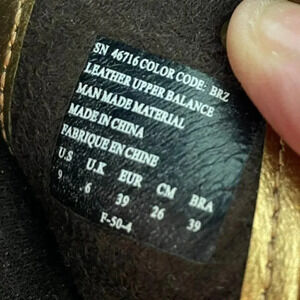 SN 46716 COLOR CODE: BRZ
LEATHER UPPER BALANCE
MAN MADE MATERIAL
MADE IN CHINA
FABRIQUE EN CHINE
U.S U.K EUR CM BRA
9 .6 39 26 39
F-50-4